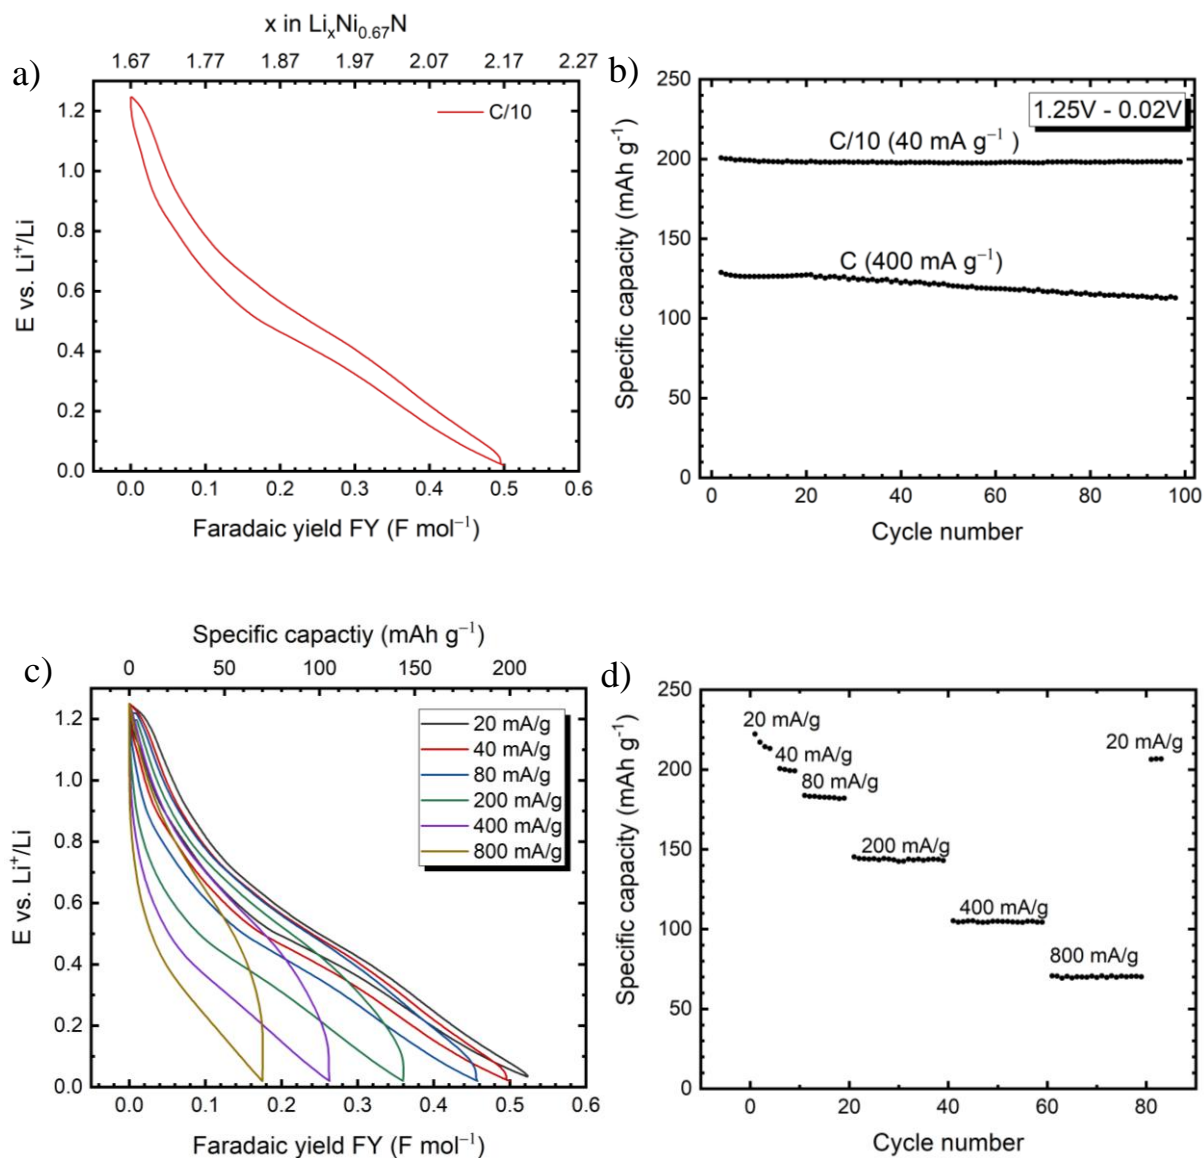 a)
x in LiₓNi₀.₆₇N
1.67 1.77 1.87 1.97 2.07 2.17 2.27
C/10
1.2
1.0
0.8
0.6
0.4
0.2
0.0
E vs. Li⁺/Li
0.0 0.1 0.2 0.3 0.4 0.5 0.6
Faradaic yield FY (F mol⁻¹)
b)
250
200
150
100
50
0
Specific capacity (mAh g⁻¹)
1.25V - 0.02V
C/10 (40 mA g⁻¹ )
C (400 mA g⁻¹)
0 20 40 60 80 100
Cycle number
c)
Specific capactiy (mAh g⁻¹)
0 50 100 150 200
1.2
1.0
0.8
0.6
0.4
0.2
0.0
E vs. Li⁺/Li
20 mA/g
40 mA/g
80 mA/g
200 mA/g
400 mA/g
800 mA/g
0.0 0.1 0.2 0.3 0.4 0.5 0.6
Faradaic yield FY (F mol⁻¹)
d)
250
200
150
100
50
0
Specific capacity (mAh g⁻¹)
20 mA/g
40 mA/g
80 mA/g
200 mA/g
400 mA/g
800 mA/g
20 mA/g
0 20 40 60 80
Cycle number